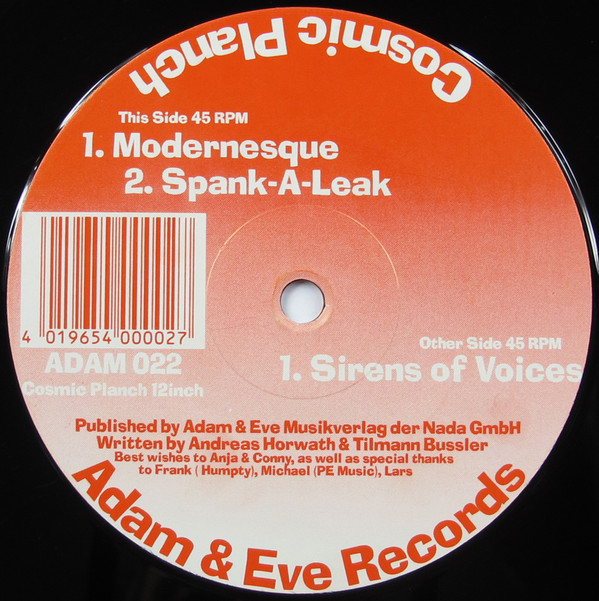 Cosmic Planch
This Side 45 RPM
1. Modernesque
2. Spank-A-Leak
4 019654 000027
ADAM 022
Cosmic Planch 12inch
Other Side 45 RPM
1. Sirens of Voices
Published by Adam & Eve Musikverlag der Nada GmbH
Written by Andreas Horwath & Tilmann Bussler
Best wishes to Anja & Conny, as well as special thanks
to Frank ( Humpty), Michael (PE Music), Lars
Adam & Eve Records